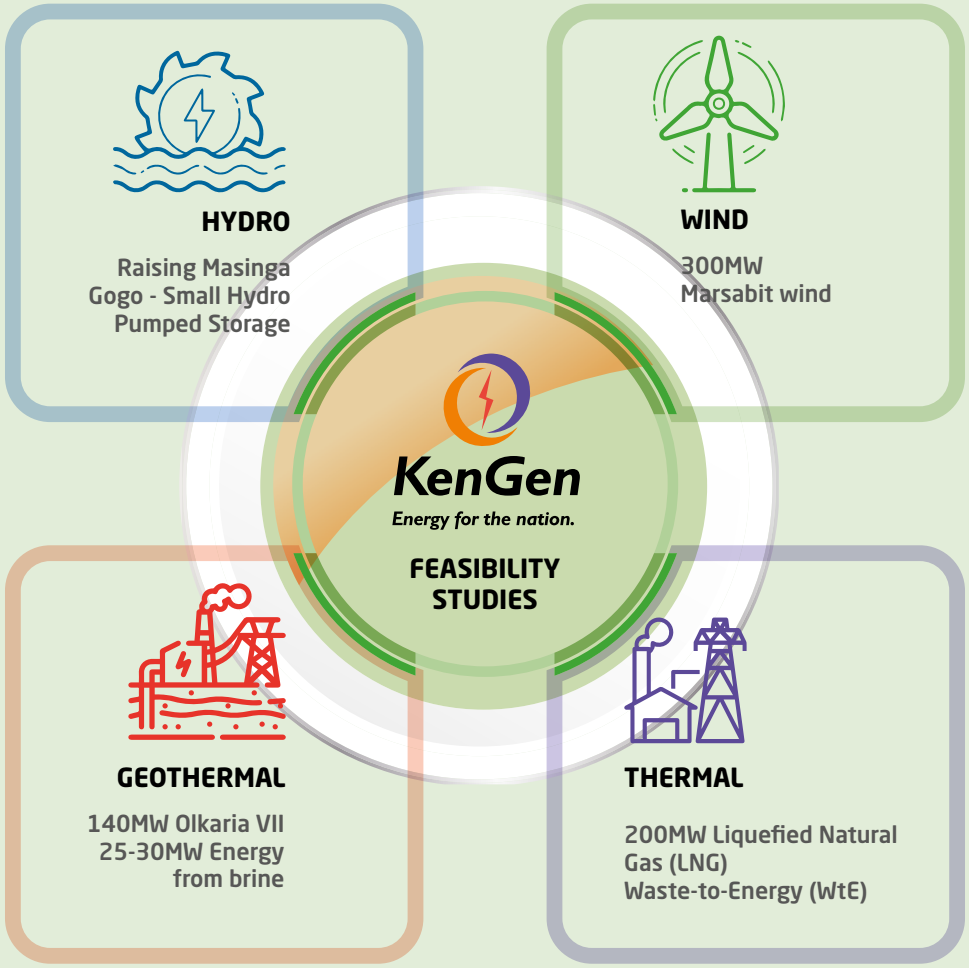 HYDRO
Raising Masinga
Gogo - Small Hydro
Pumped Storage
WIND
300MW
Marsabit wind
KenGen
Energy for the nation.
FEASIBILITY
STUDIES
GEOTHERMAL
140MW Olkaria VII
25-30MW Energy
from brine
THERMAL
200MW Liquefied Natural
Gas (LNG)
Waste-to-Energy (WtE)